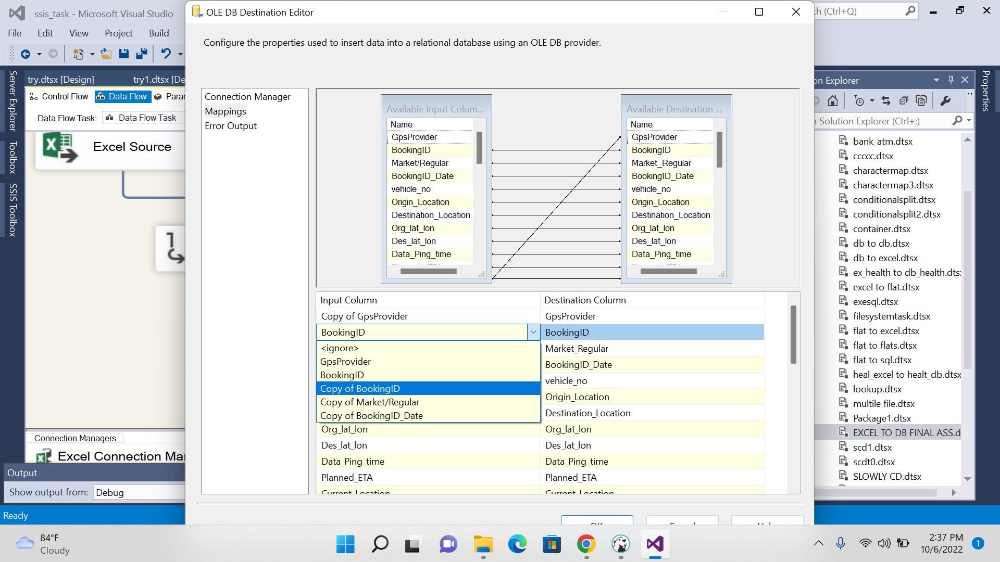 ssis_task - Microsoft Visual Studio
File Edit View Project Build
OLE DB Destination Editor
ch (Ctrl+Q)
Configure the properties used to insert data into a relational database using an OLE DB provider.
try.dtsx [Design]
try1.dtsx [De
Control Flow
Data Flow
Para
Data Flow Task:
Data Flow Task
Server Explorer
Toolbox
SSIS Toolbox
Excel Source
Connection Managers
Excel Connection Ma
Output
Show output from:
Debug
Ready
Connection Manager
Mappings
Error Output
Available Input Colum...
Name
GpsProvider
BookingID
Market/Regular
BookingID_Date
vehicle_no
Origin_Location
Destination_Location
Org_lat_lon
Des_lat_lon
Data_Ping_time
Available Destination ...
Name
GpsProvider
BookingID
Market_Regular
BookingID_Date
vehicle_no
Origin_Location
Destination_Location
Org_lat_lon
Des_lat_lon
Data_Ping_time
Input Column
Destination Column
Copy of GpsProvider
GpsProvider
BookingID
BookingID
<ignore>
GpsProvider
BookingID
Copy of BookingID
Copy of Market/Regular
Copy of BookingID_Date
Market_Regular
BookingID_Date
vehicle_no
Origin_Location
Destination_Location
Org_lat_lon
Org_lat_lon
Des_lat_lon
Des_lat_lon
Data_Ping_time
Data_Ping_time
Planned_ETA
Planned_ETA
Current_Location
Current_Location
on Explorer
Solution Explorer (Ctrl+;)
Properties
bank_atm.dtsx
ccccc.dtsx
charactermap.dtsx
charactermap3.dtsx
conditionalsplit.dtsx
conditionalsplit2.dtsx
container.dtsx
db to db.dtsx
db to excel.dtsx
ex_health to db_health.dts
excel to flat.dtsx
exesql.dtsx
filesystemtask.dtsx
flat to excel.dtsx
flat to flats.dtsx
flat to sql.dtsx
heal_excel to healt_db.dtsx
lookup.dtsx
multile file.dtsx
Package1.dtsx
EXCEL TO DB FINAL ASS.d
scd1.dtsx
scdt0.dtsx
SLOWLY CD.dtsx
84°F
Cloudy
2:37 PM
10/6/2022
1